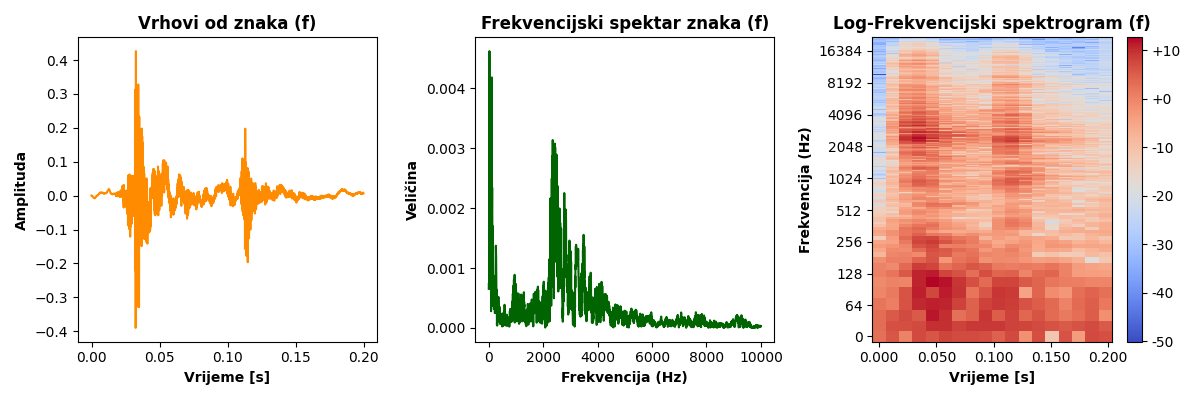 Vrhovi od znaka (f)
Amplituda
0.4
0.3
0.2
0.1
0.0
−0.1
−0.2
−0.3
−0.4
0.00 0.05 0.10 0.15 0.20
Vrijeme [s]
Frekvencijski spektar znaka (f)
Veličina
0.004
0.003
0.002
0.001
0.000
0 2000 4000 6000 8000 10000
Frekvencija (Hz)
Log-Frekvencijski spektrogram (f)
Frekvencija (Hz)
16384
8192
4096
2048
1024
512
256
128
64
0
0.000 0.050 0.100 0.150 0.200
Vrijeme [s]
+10
+0
-10
-20
-30
-40
-50